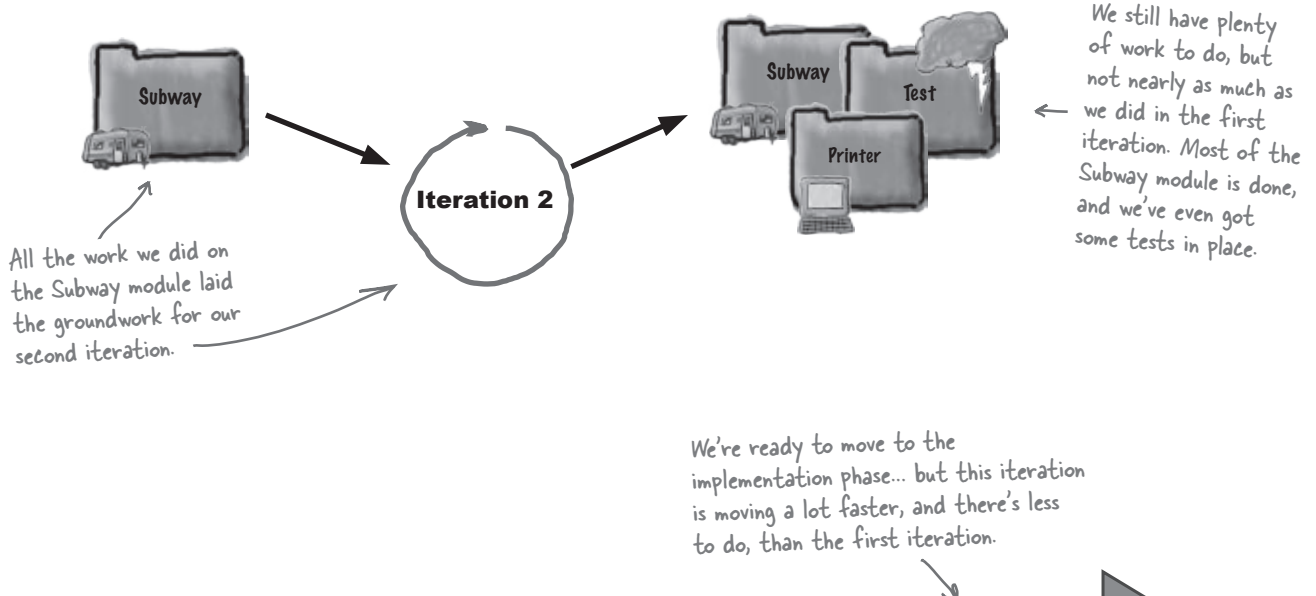 Subway
All the work we did on
the Subway module laid
the groundwork for our
second iteration.
Iteration 2
Subway
Test
Printer
We still have plenty
of work to do, but
not nearly as much as
we did in the first
iteration. Most of the
Subway module is done,
and we've even got
some tests in place.
We're ready to move to the
implementation phase... but this iteration
is moving a lot faster, and there's less
to do, than the first iteration.